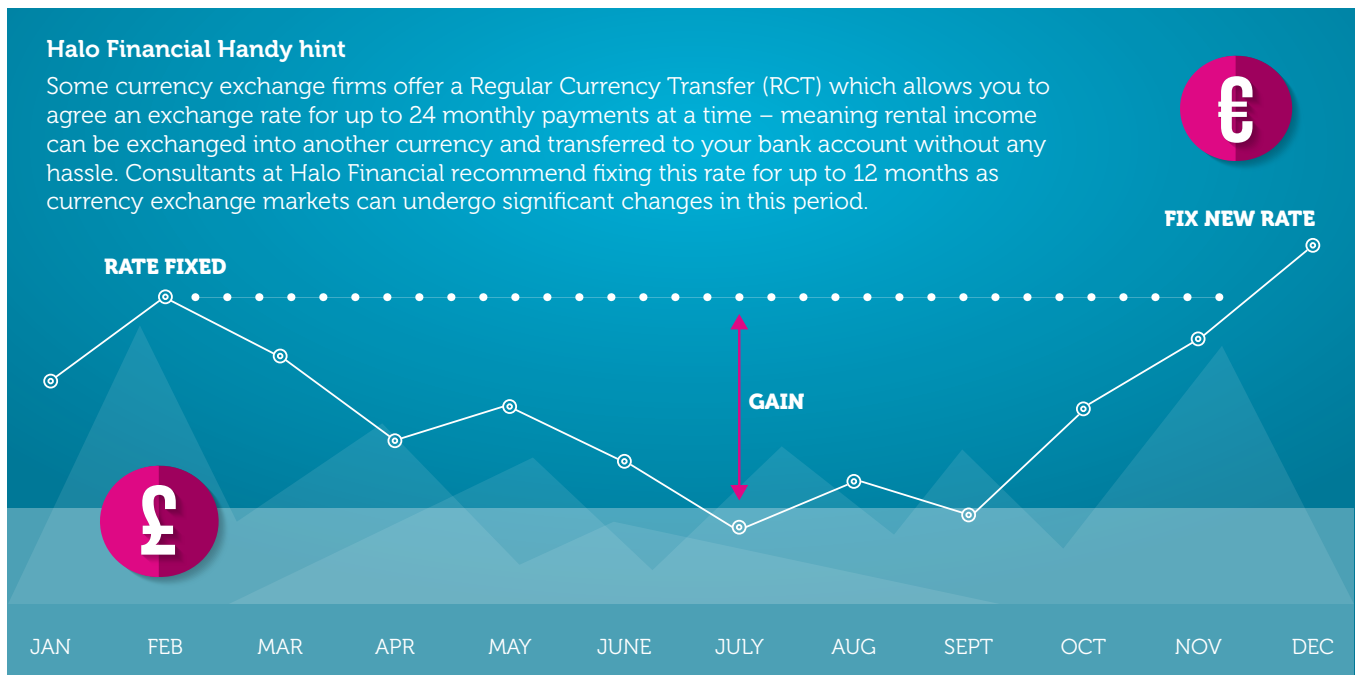 Halo Financial Handy hint
Some currency exchange firms offer a Regular Currency Transfer (RCT) which allows you to
agree an exchange rate for up to 24 monthly payments at a time – meaning rental income
can be exchanged into another currency and transferred to your bank account without any
hassle. Consultants at Halo Financial recommend fixing this rate for up to 12 months as
currency exchange markets can undergo significant changes in this period.
€
FIX NEW RATE
RATE FIXED
GAIN
£
JAN FEB MAR APR MAY JUNE JULY AUG SEPT OCT NOV DEC